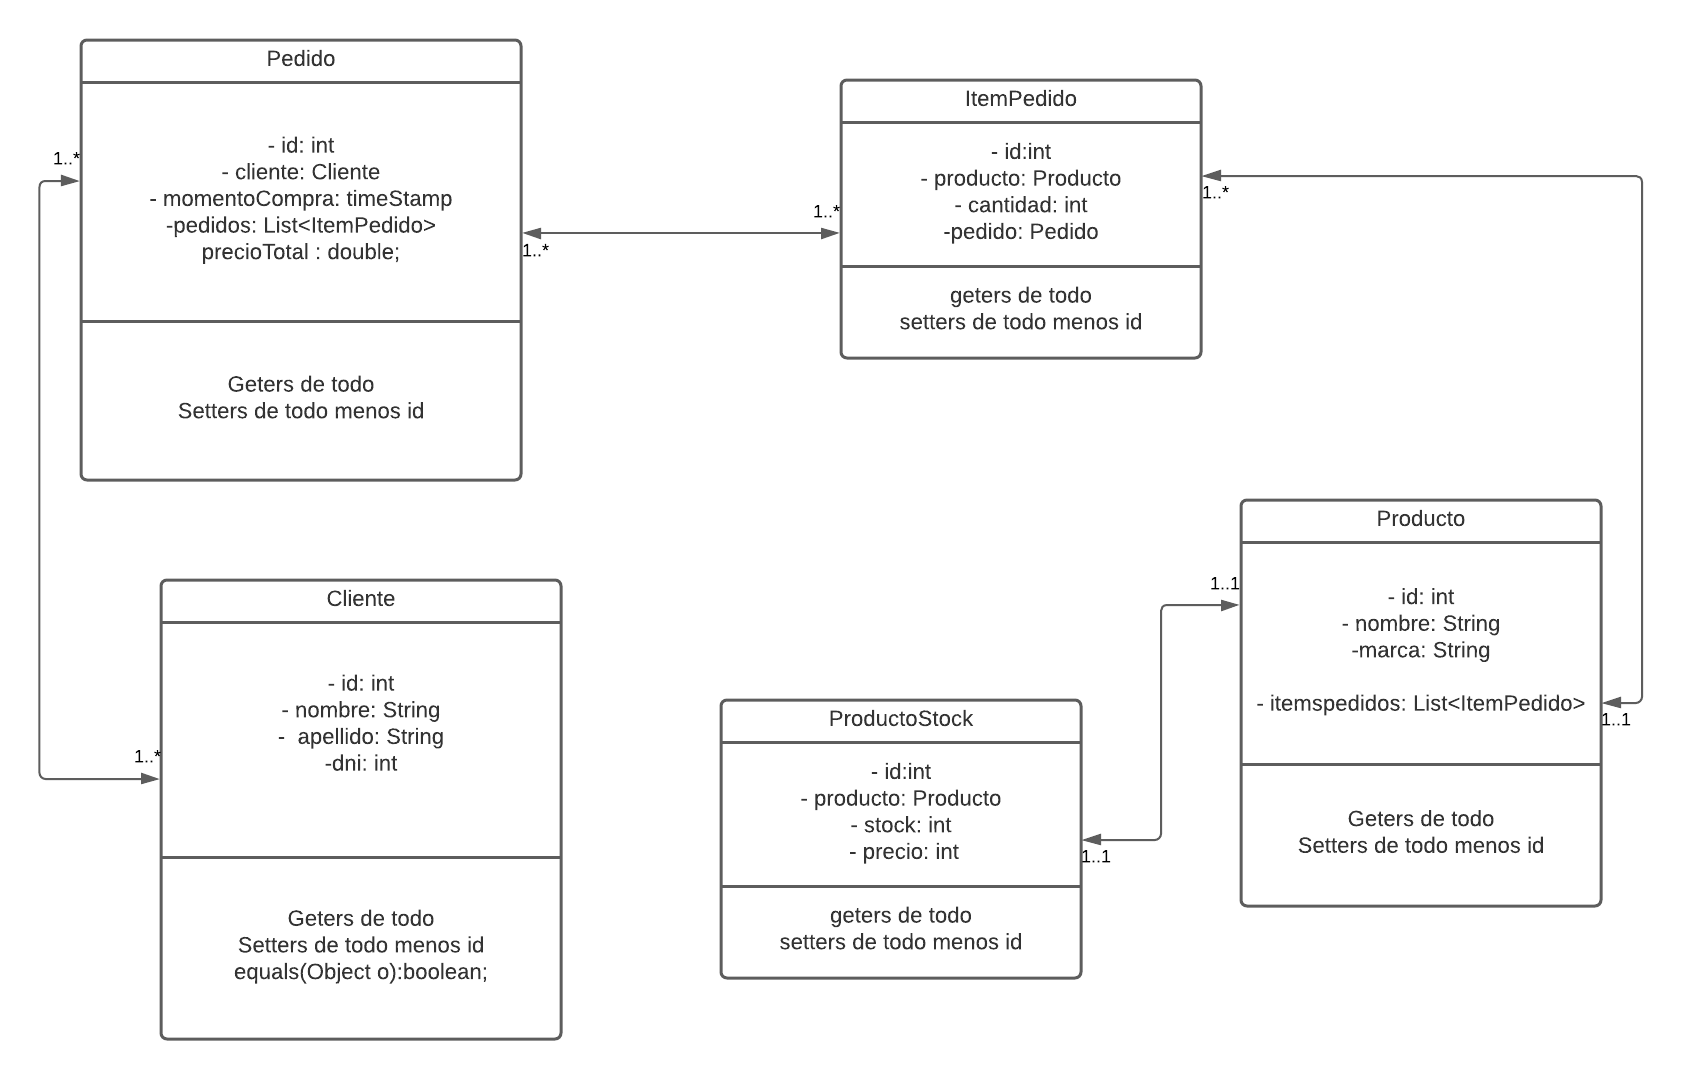 Pedido
- id: int
- cliente: Cliente
- momentoCompra: timeStamp
-pedidos: List<ItemPedido>
precioTotal : double;
Geters de todo
Setters de todo menos id
1..*
1..*
1..*
ItemPedido
- id:int
- producto: Producto
- cantidad: int
-pedido: Pedido
geters de todo
setters de todo menos id
1..*
Cliente
- id: int
- nombre: String
-  apellido: String
-dni: int
Geters de todo
Setters de todo menos id
equals(Object o):boolean;
1..*
ProductoStock
- id:int
- producto: Producto
- stock: int
- precio: int
geters de todo
setters de todo menos id
1..1
1..1
Producto
- id: int
- nombre: String
-marca: String
- itemspedidos: List<ItemPedido>
Geters de todo
Setters de todo menos id
1..1